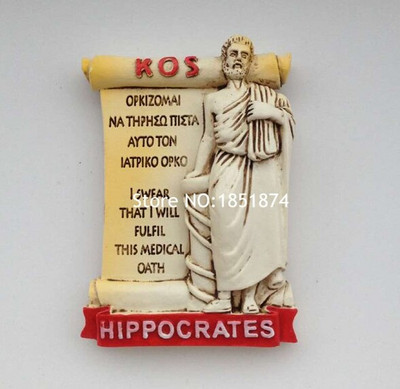 KOS
ΟΡΚΙΖΟΜΑΙ
ΝΑ ΤΗΡΗΣΩ ΠΙΣΤΑ
ΑΥΤΟ ΤΟΝ
ΙΑΤΡΙΚΟ ΟΡΚΟ
I SWEAR
THAT I WILL
FULFIL
THIS MEDICAL
OATH
Store NO:1851874
HIPPOCRATES